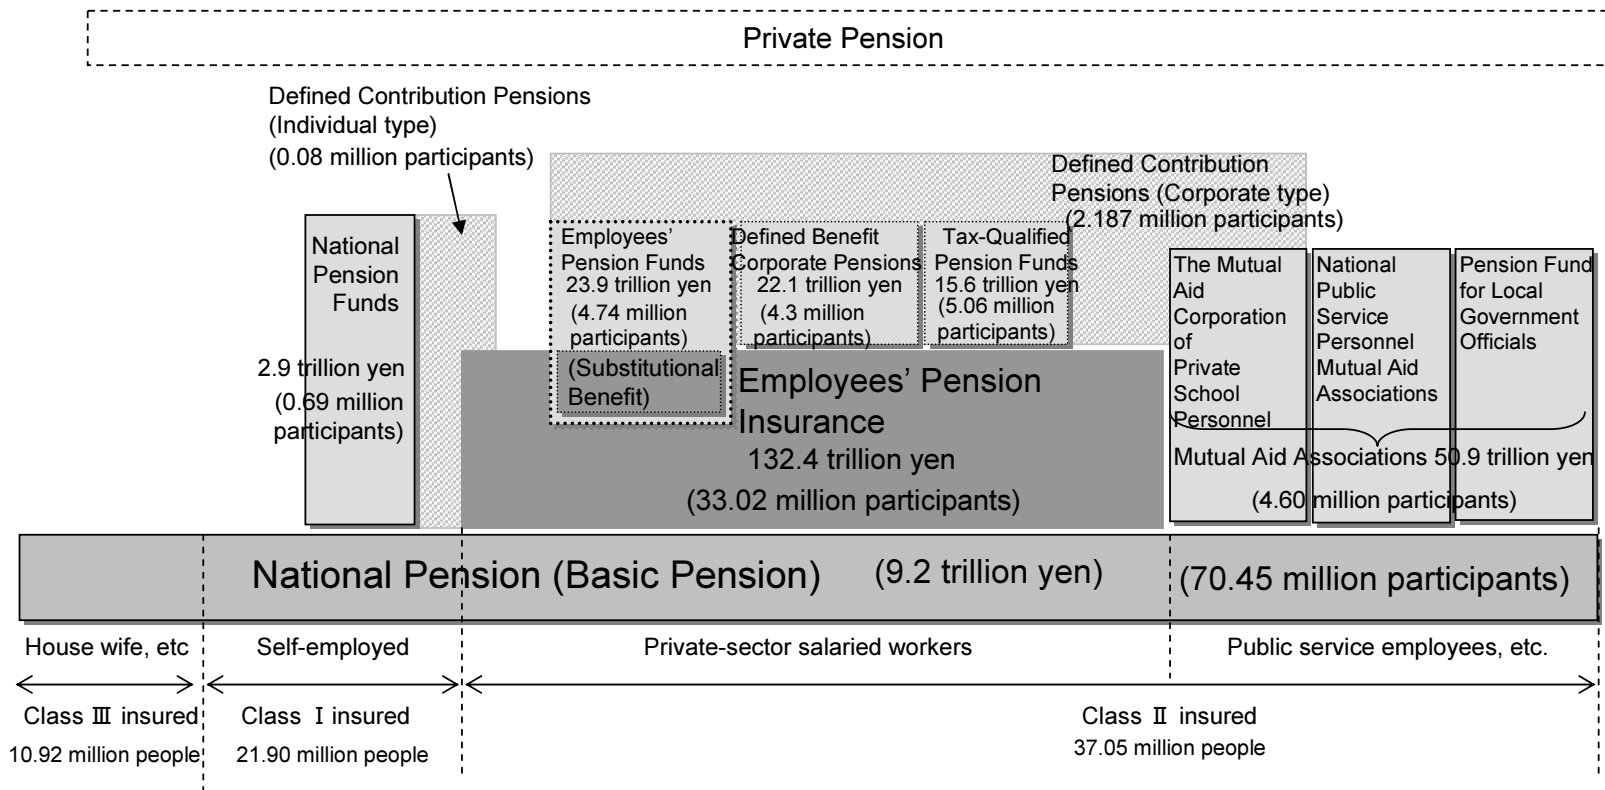 Private Pension
Defined Contribution Pensions
(Individual type)
(0.08 million participants)
Defined Contribution
Pensions (Corporate type)
(2.187 million participants)
National
Pension
Funds
2.9 trillion yen
(0.69 million
participants)
Employees’
Pension Funds
23.9 trillion yen
(4.74 million
participants)
(Substitutional
Benefit)
Defined Benefit
Corporate Pensions
22.1 trillion yen
(4.3 million
participants)
Tax-Qualified
Pension Funds
15.6 trillion yen
(5.06 million
participants)
Employees’ Pension
Insurance
132.4 trillion yen
(33.02 million participants)
The Mutual
Aid
Corporation
of
Private
School
Personnel
National
Public
Service
Personnel
Mutual Aid
Associations
Pension Fund
for Local
Government
Officials
Mutual Aid Associations 50.9 trillion yen
(4.60 million participants)
National Pension (Basic Pension) (9.2 trillion yen) (70.45 million participants)
House wife, etc
Self-employed
Private-sector salaried workers
Public service employees, etc.
Class Ⅲ insured
10.92 million people
Class Ⅰ insured
21.90 million people
Class Ⅱ insured
37.05 million people